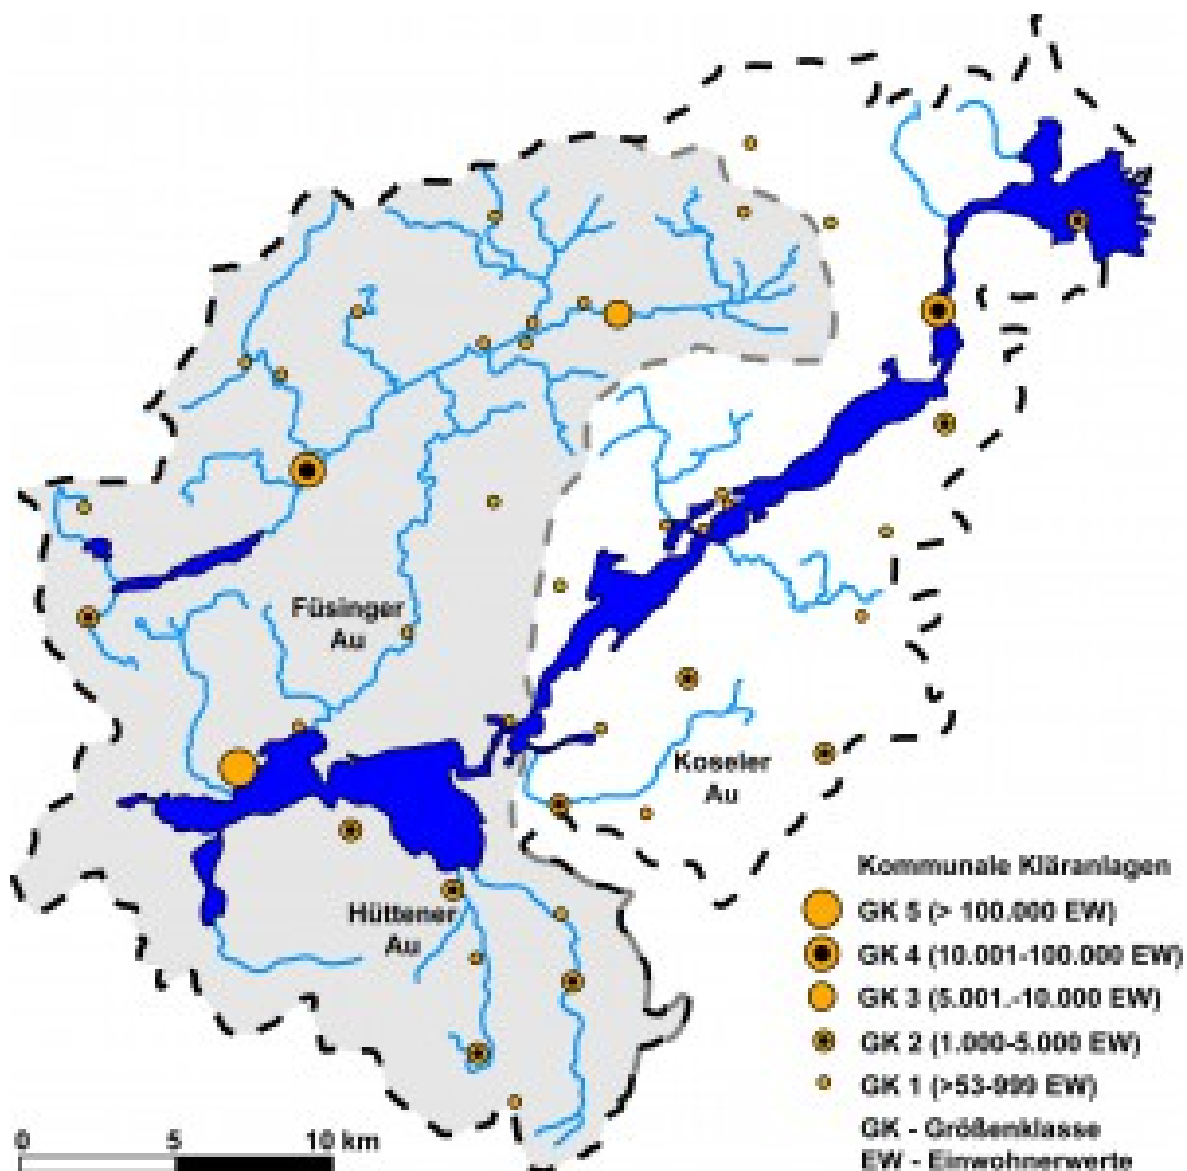 Füsinger
Au
Koseler
Au
Hüttener
Au
Kommunale Kläranlagen
GK 5 (> 100.000 EW)
GK 4 (10.001-100.000 EW)
GK 3 (5.001.-10.000 EW)
GK 2 (1.000-5.000 EW)
GK 1 (>53-999 EW)
GK - Größenklasse
EW - Einwohnerwerte
0 5 10 km